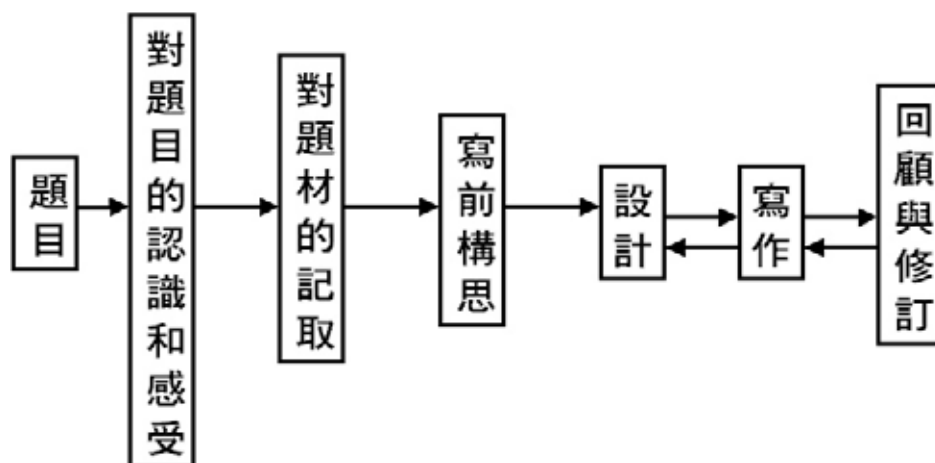 題目
對題目的認識和感受
對題材的記取
寫前構思
設計
寫作
回顧與修訂